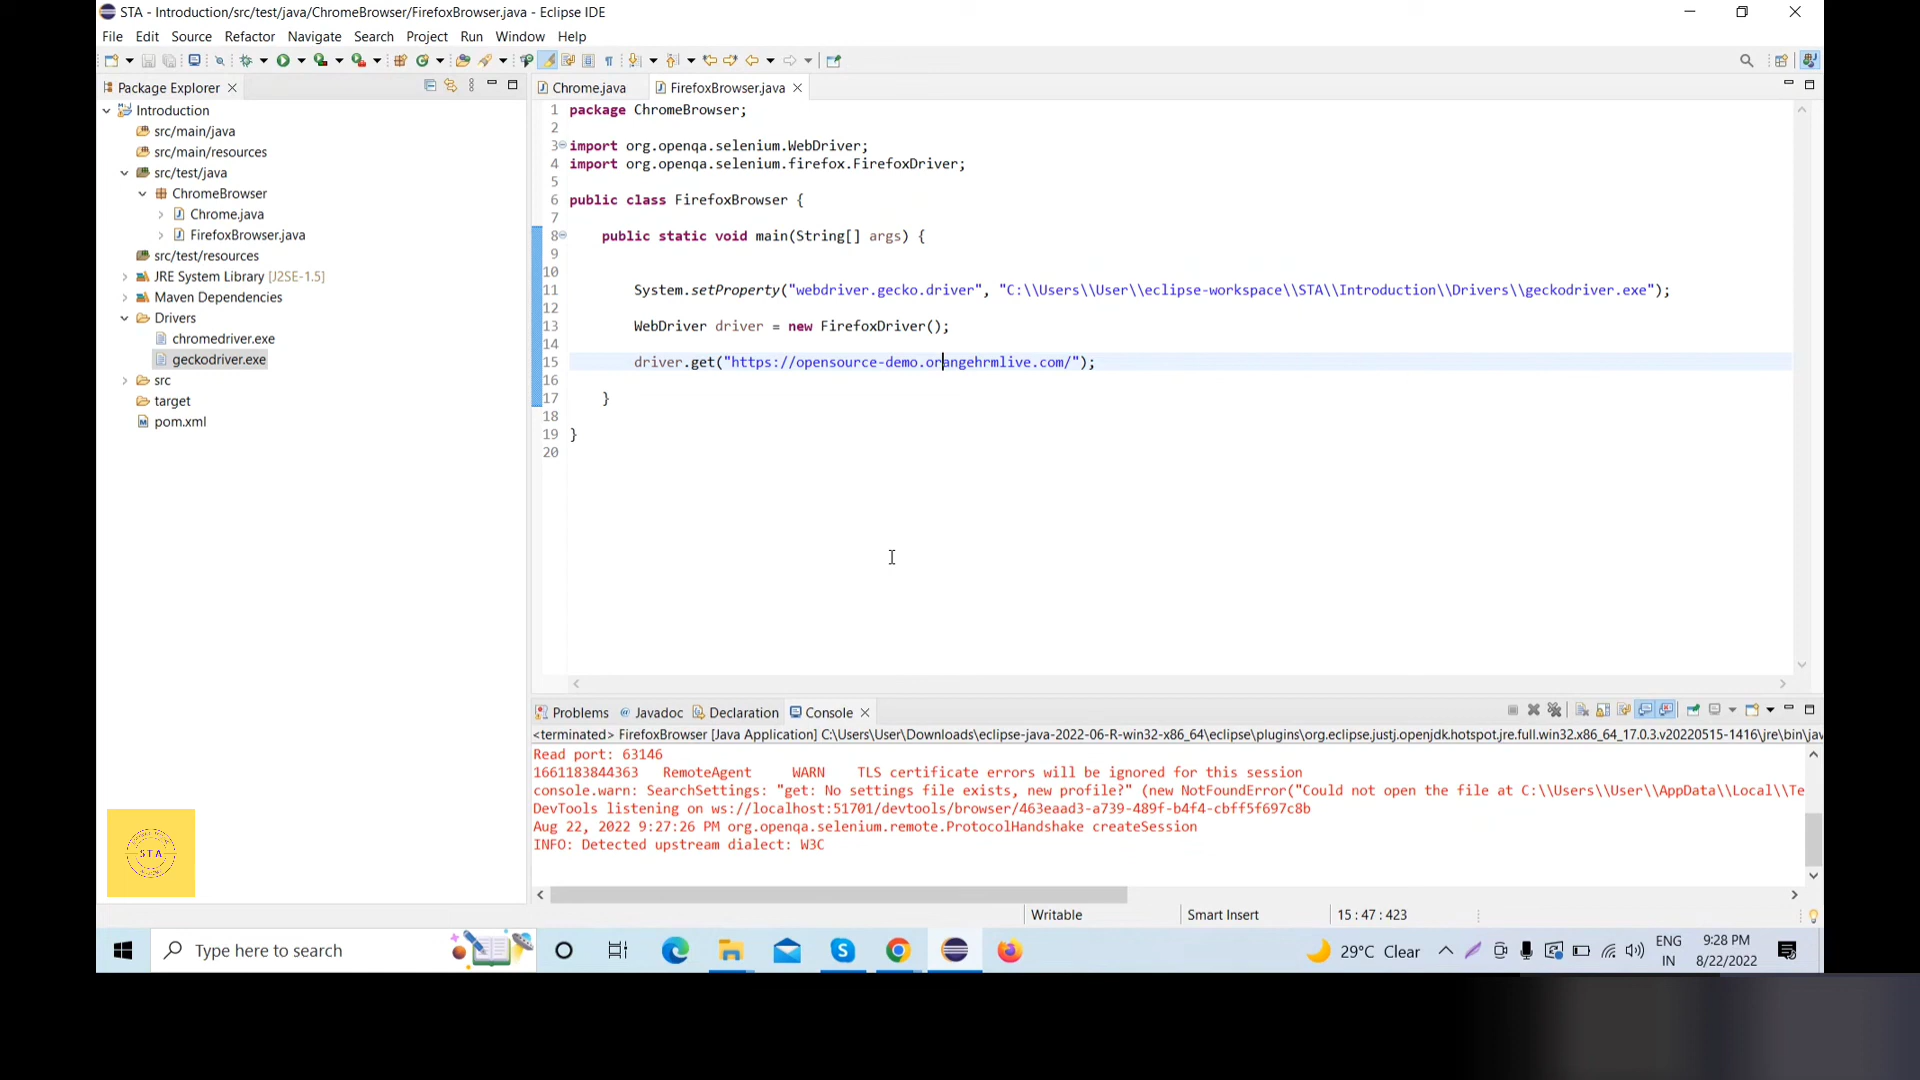 STA - Introduction/src/test/java/ChromeBrowser/FirefoxBrowser.java - Eclipse IDE
File Edit Source Refactor Navigate Search Project Run Window Help
Package Explorer
Introduction
src/main/java
src/main/resources
src/test/java
ChromeBrowser
Chrome.java
FirefoxBrowser.java
src/test/resources
JRE System Library [J2SE-1.5]
Maven Dependencies
Drivers
chromedriver.exe
geckodriver.exe
src
target
pom.xml
Chrome.java FirefoxBrowser.java
1 package ChromeBrowser;
2
3 import org.openqa.selenium.WebDriver;
4 import org.openqa.selenium.firefox.FirefoxDriver;
5
6 public class FirefoxBrowser {
7
8 public static void main(String[] args) {
9
10
11 System.setProperty("webdriver.gecko.driver", "C:\\Users\\User\\eclipse-workspace\\STA\\Introduction\\Drivers\\geckodriver.exe");
12
13 WebDriver driver = new FirefoxDriver();
14
15 driver.get("https://opensource-demo.orangehrmlive.com/");
16
17 }
18
19 }
20
Problems @ Javadoc Declaration Console
<terminated> FirefoxBrowser [Java Application] C:\Users\User\Downloads\eclipse-java-2022-06-R-win32-x86_64\eclipse\plugins\org.eclipse.justj.openjdk.hotspot.jre.full.win32.x86_64_17.0.3.v20220515-1416\jre\bin\jav
Read port: 63146
1661183844363 RemoteAgent WARN TLS certificate errors will be ignored for this session
console.warn: SearchSettings: "get: No settings file exists, new profile?" (new NotFoundError("Could not open the file at C:\\Users\\User\\AppData\\Local\\Te
DevTools listening on ws://localhost:51701/devtools/browser/463eaad3-a739-489f-b4f4-cbff5f697c8b
Aug 22, 2022 9:27:26 PM org.openqa.selenium.remote.ProtocolHandshake createSession
INFO: Detected upstream dialect: W3C
STA
Writable Smart Insert 15 : 47 : 423
Type here to search
29°C Clear
ENG
IN
9:28 PM
8/22/2022